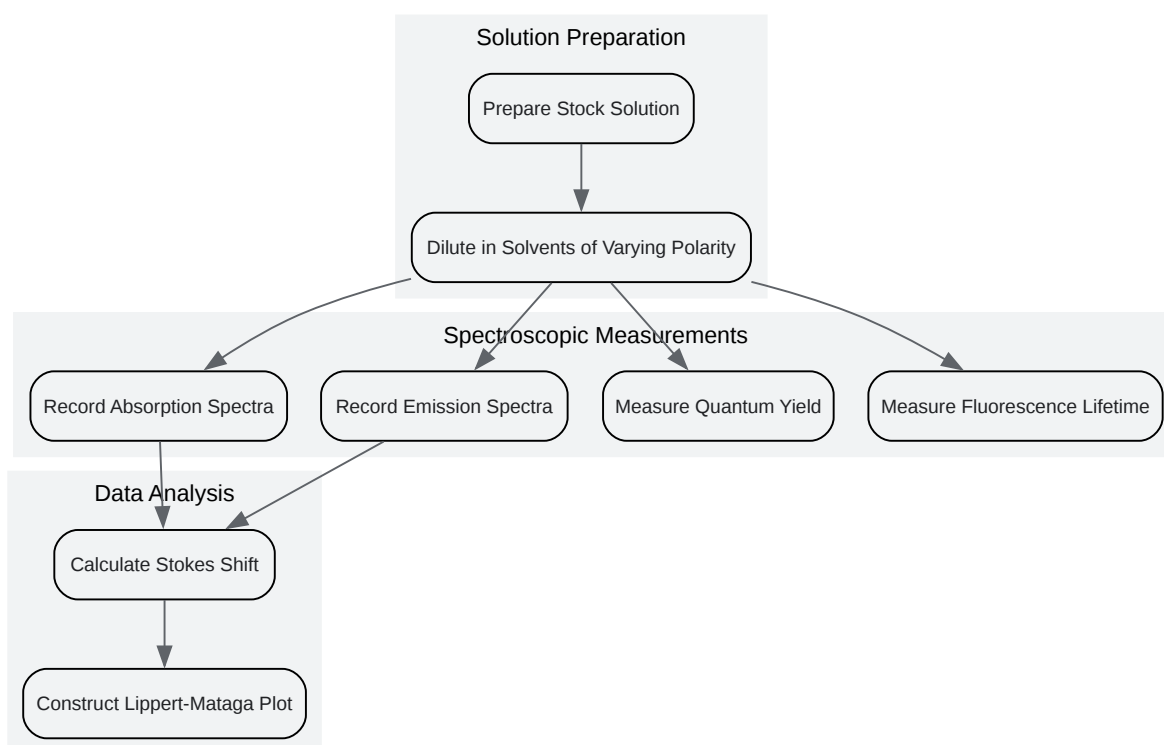 Solution Preparation
Prepare Stock Solution
Dilute in Solvents of Varying Polarity
Spectroscopic Measurements
Record Absorption Spectra
Record Emission Spectra
Measure Quantum Yield
Measure Fluorescence Lifetime
Data Analysis
Calculate Stokes Shift
Construct Lippert-Mataga Plot